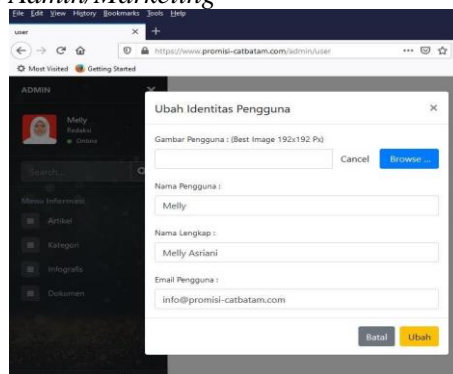 Admin/Marketing
File Edit View History Bookmarks Tools Help
user
https://www.promisi-catbatam.com/admin/user
Most Visited Getting Started
ADMIN
Melly
Redaksi
Online
Search...
Menu Informasi
Artikel
Kategori
Infografis
Dokumen
Ubah Identitas Pengguna
Gambar Pengguna : (Best Image 192x192 Px)
Cancel Browse ...
Nama Pengguna :
Melly
Nama Lengkap :
Melly Asriani
Email Pengguna :
info@promisi-catbatam.com
Batal Ubah